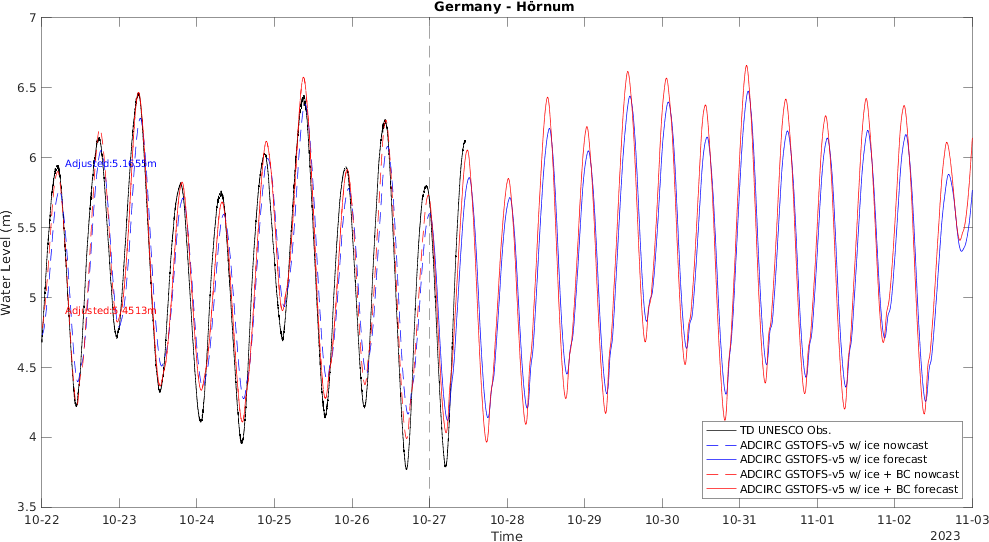 Germany - Hörnum
7
6.5
6
5.5
5
4.5
4
3.5
Water Level (m)
Adjusted:5.1655m
Adjusted:5.4513m
TD UNESCO Obs.
ADCIRC GSTOFS-v5 w/ ice nowcast
ADCIRC GSTOFS-v5 w/ ice forecast
ADCIRC GSTOFS-v5 w/ ice + BC nowcast
ADCIRC GSTOFS-v5 w/ ice + BC forecast
10-22 10-23 10-24 10-25 10-26 10-27 10-28 10-29 10-30 10-31 11-01 11-02 11-03
Time
2023